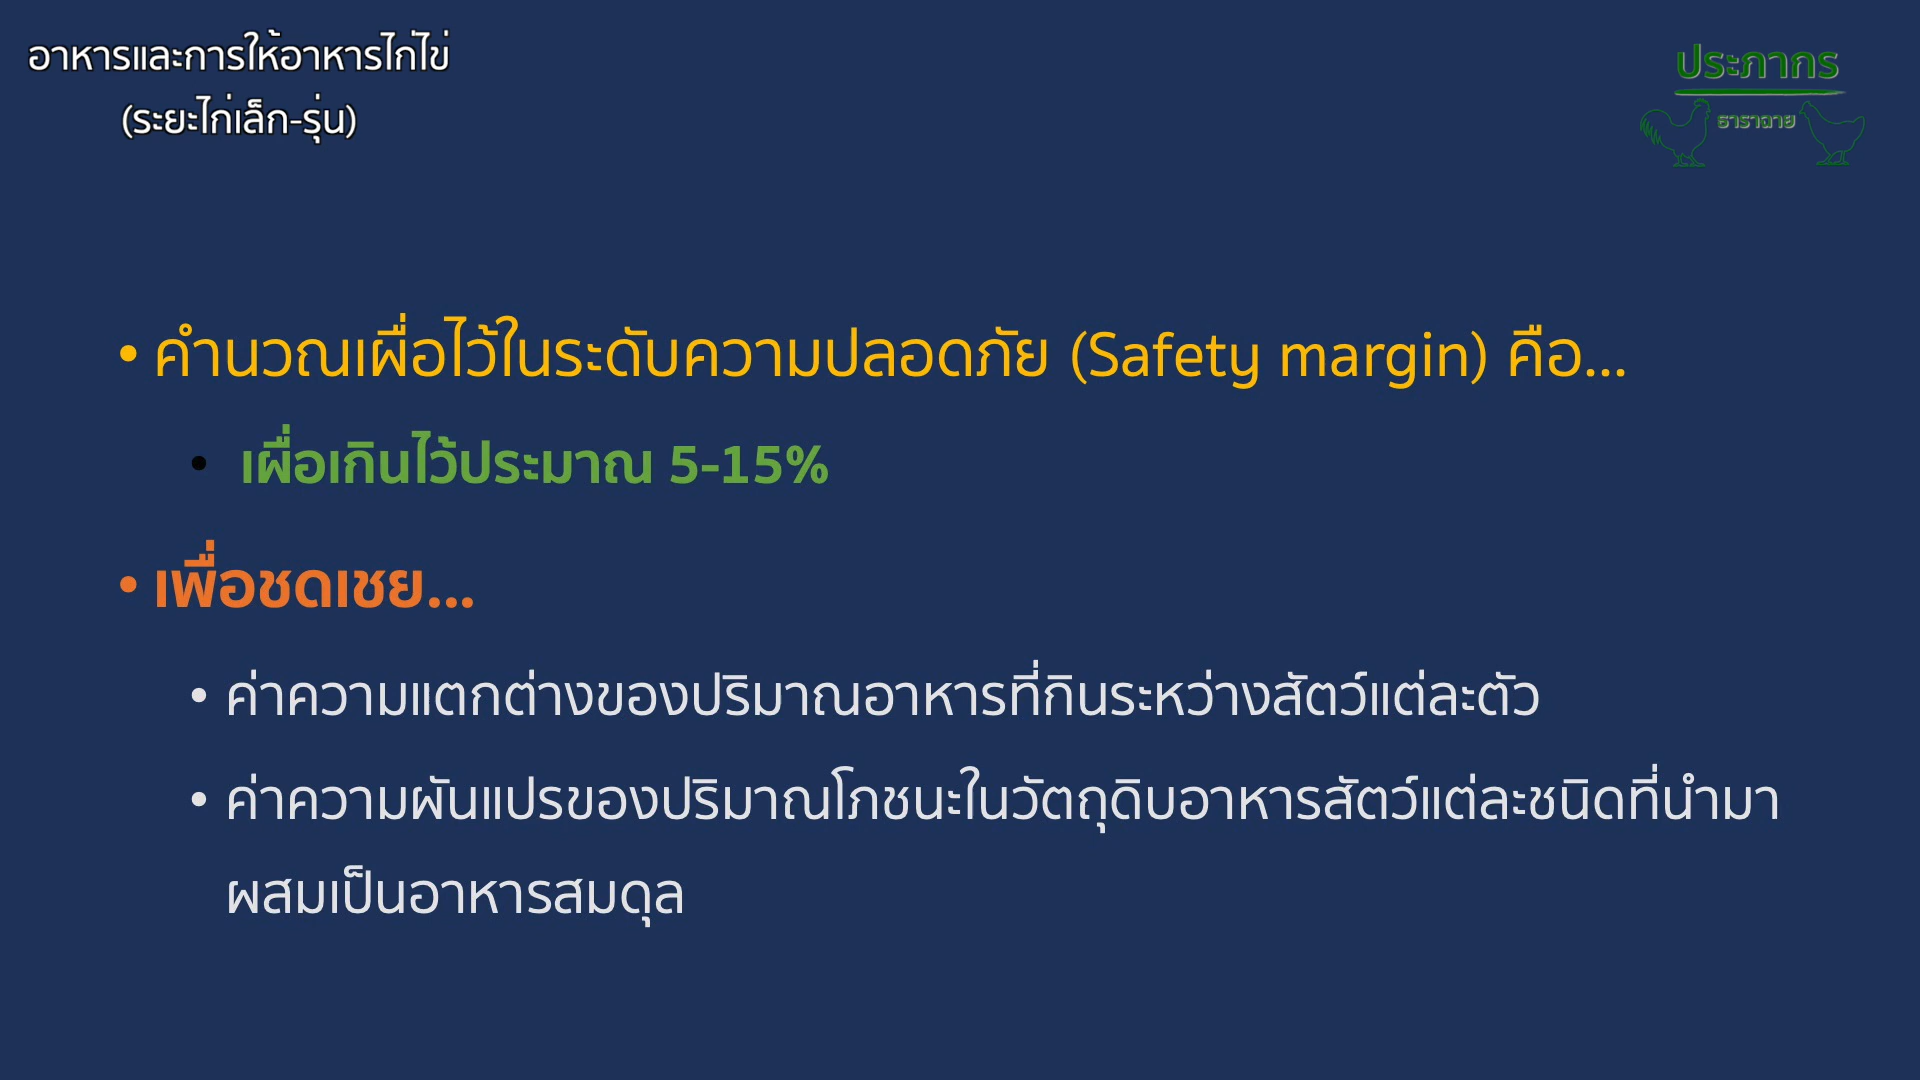 อาหารและการให้อาหารไก่ไข่
(ระยะไก่เล็ก-รุ่น)
ประภากร
ธาราฉาย
• คำนวณเผื่อไว้ในระดับความปลอดภัย (Safety margin) คือ...
• เผื่อเกินไว้ประมาณ 5-15%
• เพื่อชดเชย...
• ค่าความแตกต่างของปริมาณอาหารที่กินระหว่างสัตว์แต่ละตัว
• ค่าความผันแปรของปริมาณโภชนะในวัตถุดิบอาหารสัตว์แต่ละชนิดที่นำมา
ผสมเป็นอาหารสมดุล